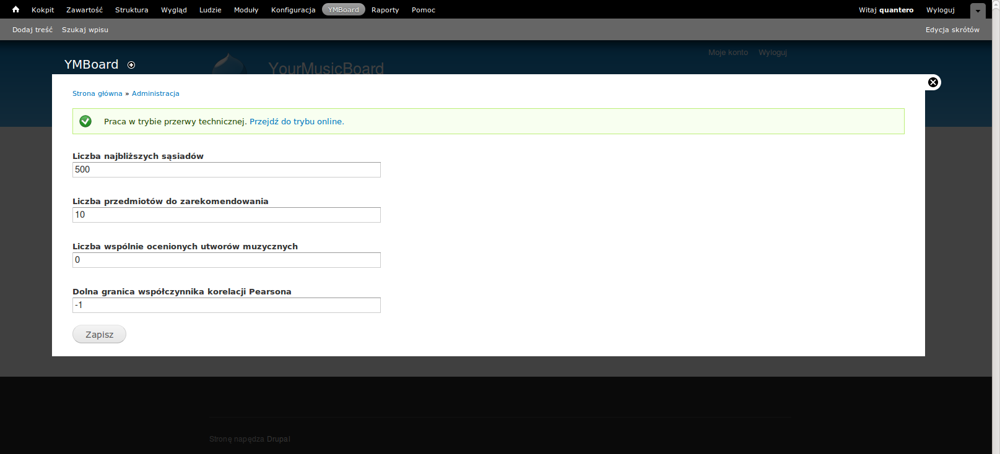 Kokpit Zawartość Struktura Wygląd Ludzie Moduły Konfiguracja YMBoard Raporty Pomoc Witaj quantero Wyloguj
Dodaj treść Szukaj wpisu Edycja skrótów
Moje konto Wyloguj
YMBoard
YourMusicBoard
Strona główna » Administracja
Praca w trybie przerwy technicznej. Przejdź do trybu online.
Liczba najbliższych sąsiadów
500
Liczba przedmiotów do zarekomendowania
10
Liczba wspólnie ocenionych utworów muzycznych
0
Dolna granica współczynnika korelacji Pearsona
-1
Zapisz
Stronę napędza Drupal